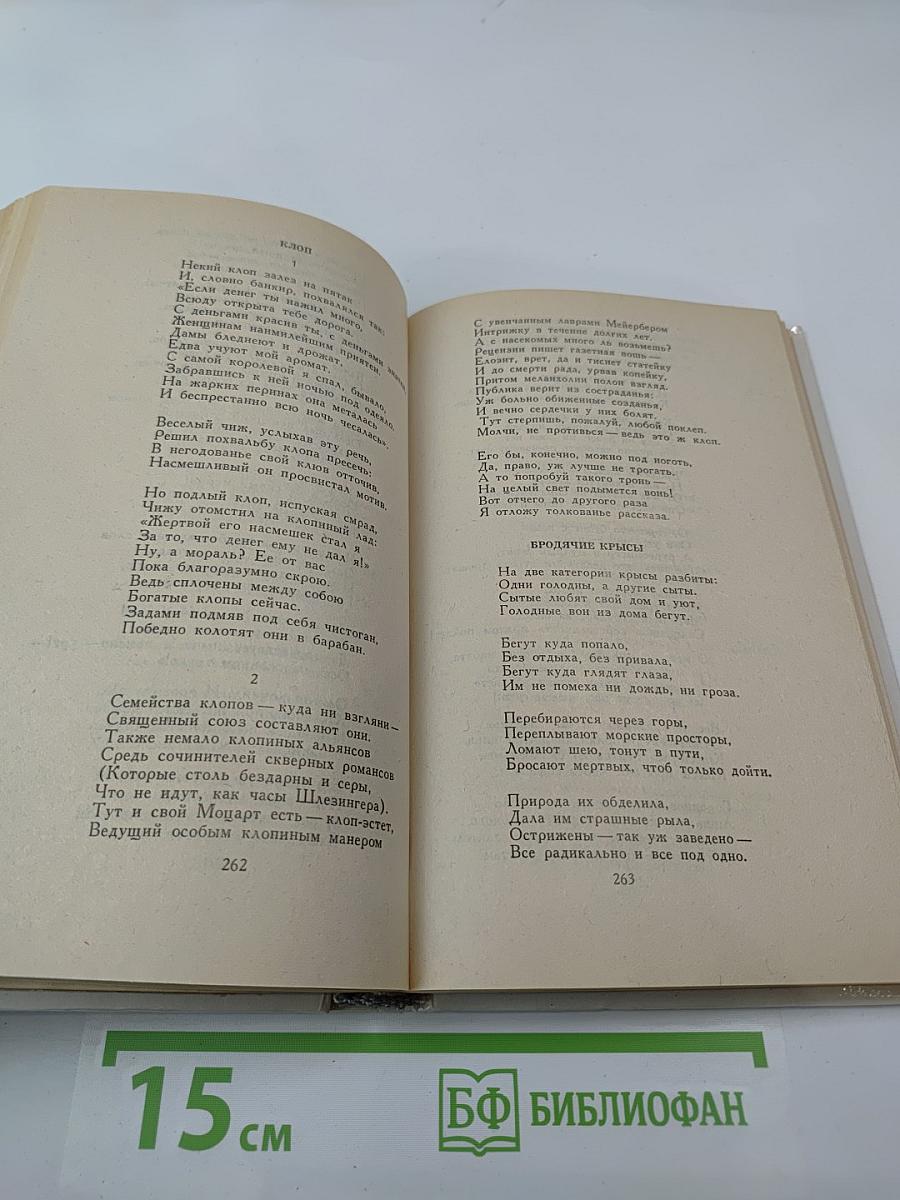 КЛОП
1
Некий клоп залез на пятак
И, словно банкир, похвалялся так:
«Если денег ты нажил много,
Всюду открыта тебе дорога.
С деньгами красив ты, с деньгами
Женщинам наимилейшим приятен.
Дамы бледнеют и дрожат,
Едва учуют мой аромат.
С самой королевой я спал, бывало,
Забравшись к ней ночью под одеяло.
На жарких перинах она металась
И беспрестанно всю ночь чесалась».
Веселый чиж, услыхав эту речь,
Решил похвальбу клопа пресечь:
В негодованье свой клюв отточив,
Насмешливый он просвистал мотив.
Но подлый клоп, испуская смрад,
Чижу отомстил на клопиный лад:
«Жертвой его насмешек стал я
За то, что денег ему не дал я!»
Ну, а мораль? Ее от вас
Пока благоразумно скрою.
Ведь сплочены между собою
Богатые клопы сейчас.
Задами подмяв под себя чистоган,
Победно колотят они в барабан.
2
Семейства клопов — куда ни взгляни —
Священный союз составляют они.
Также немало клопиных альянсов
Средь сочинителей скверных романсов
(Которые столь бездарны и серы,
Что не идут, как часы Шлезингера).
Тут и свой Моцарт есть — клоп-эстет,
Ведущий особым клопиным манером
262
С увенчанным лаврами Мейербером
Интрижку в течение долгих лет.
А с насекомых много ль возьмешь?
Рецензии пишет газетная вошь —
Елозит, врет, да и тиснет статейку
И до смерти рада, урвав копейку,
Притом меланхолии полон взгляд.
Публика верит из состраданья:
Уж больно обиженные созданья,
И вечно сердечки у них болят.
Тут стерпишь, пожалуй, любой поклеп.
Молчи, не противься — ведь это ж клоп.
Его бы, конечно, можно под ноготь,
Да, право, уж лучше не трогать.
А то попробуй такого тронь —
На целый свет подымется вонь!
Вот отчего до другого раза
Я отложу толкованье рассказа.
БРОДЯЧИЕ КРЫСЫ
На две категории крысы разбиты:
Одни голодны, а другие сыты.
Сытые любят свой дом и уют,
Голодные вон из дома бегут.
Бегут куда попало,
Без отдыха, без привала,
Бегут куда глядят глаза,
Им не помеха ни дождь, ни гроза.
Перебираются через горы,
Переплывают морские просторы,
Ломают шею, тонут в пути,
Бросают мертвых, чтоб только дойти.
Природа их обделила,
Дала им страшные рыла,
Острижены — так уж заведено —
Все радикально и все под одно.
263
15 см
БФ БИБЛИОФАН